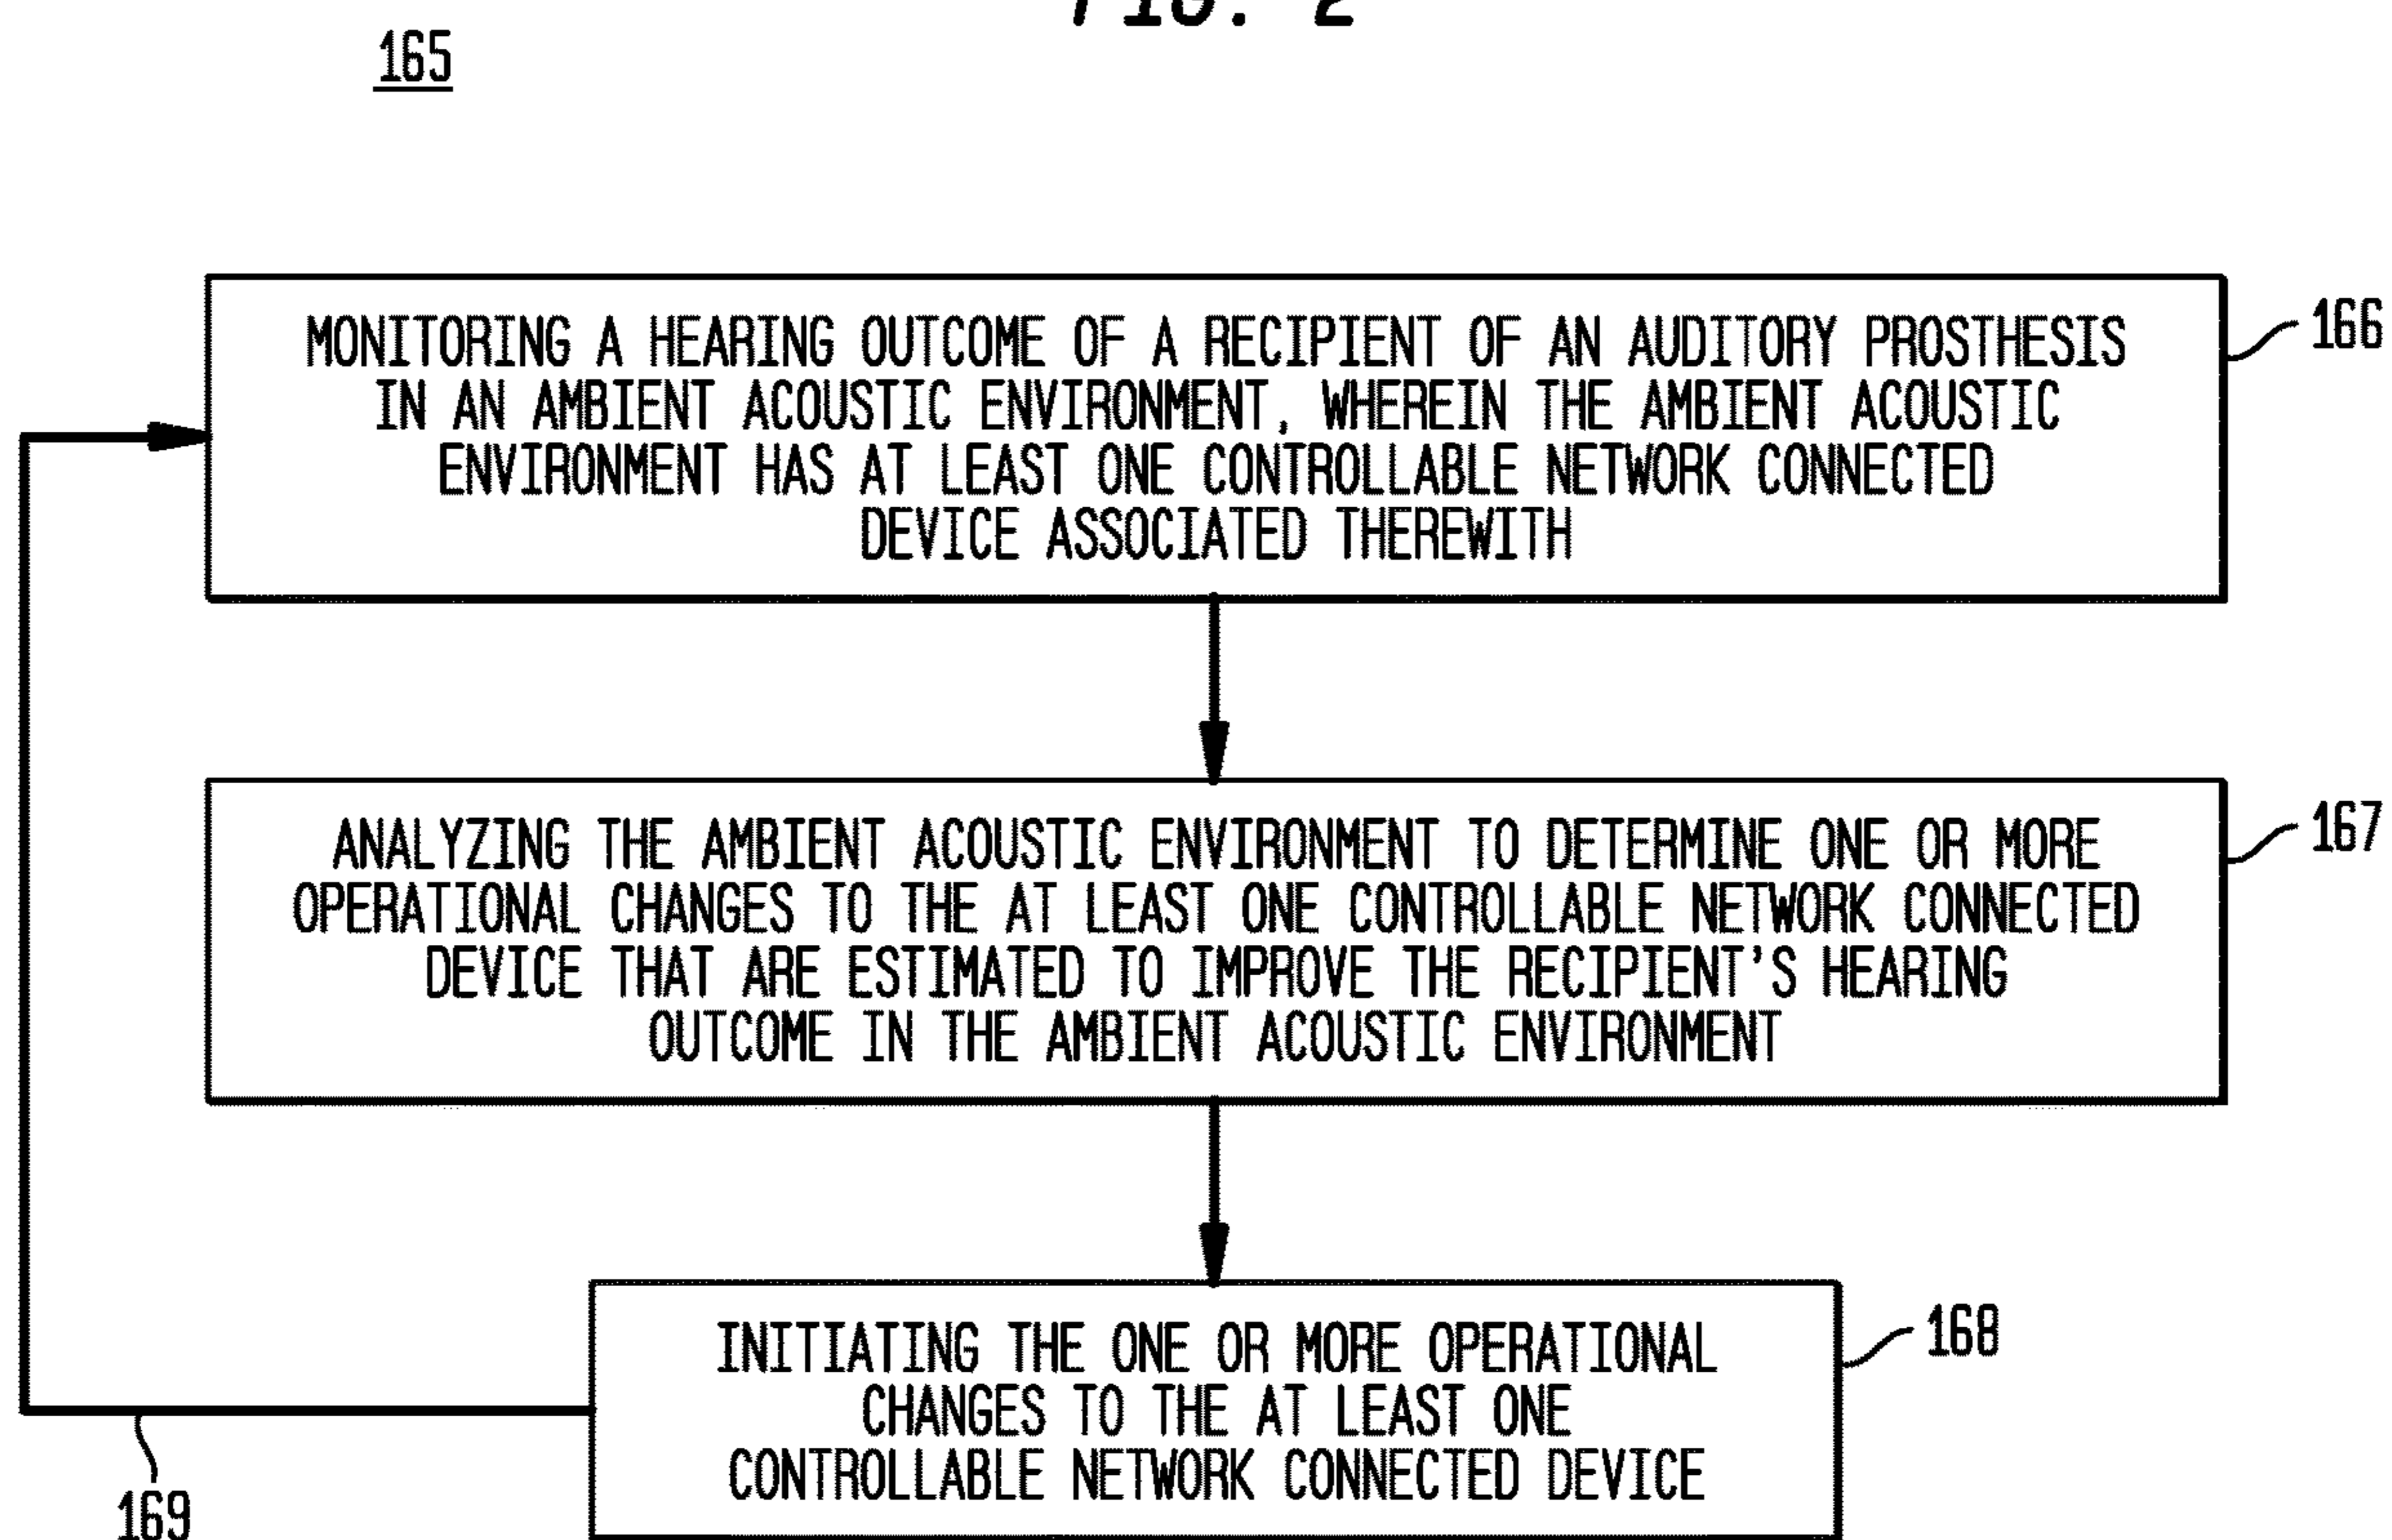 FIG. 2
165
MONITORING A HEARING OUTCOME OF A RECIPIENT OF AN AUDITORY PROSTHESIS
IN AN AMBIENT ACOUSTIC ENVIRONMENT, WHEREIN THE AMBIENT ACOUSTIC
ENVIRONMENT HAS AT LEAST ONE CONTROLLABLE NETWORK CONNECTED
DEVICE ASSOCIATED THEREWITH
166
ANALYZING THE AMBIENT ACOUSTIC ENVIRONMENT TO DETERMINE ONE OR MORE
OPERATIONAL CHANGES TO THE AT LEAST ONE CONTROLLABLE NETWORK CONNECTED
DEVICE THAT ARE ESTIMATED TO IMPROVE THE RECIPIENT'S HEARING
OUTCOME IN THE AMBIENT ACOUSTIC ENVIRONMENT
167
INITIATING THE ONE OR MORE OPERATIONAL
CHANGES TO THE AT LEAST ONE
CONTROLLABLE NETWORK CONNECTED DEVICE
168
169